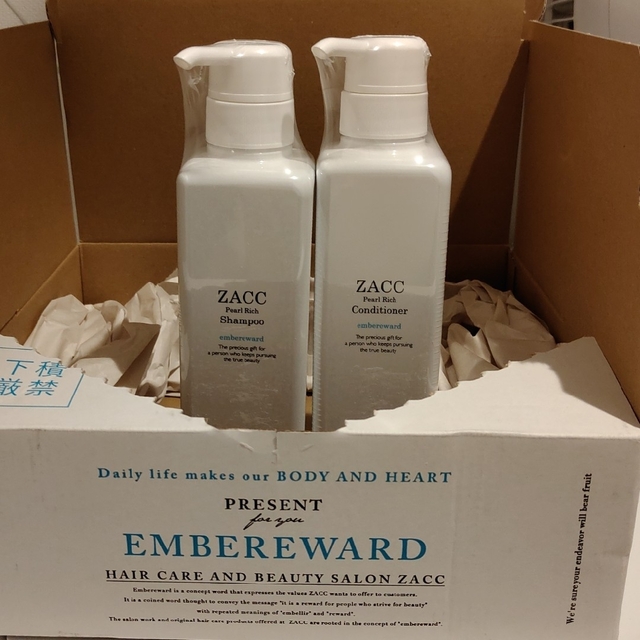 ZACC
Pearl Rich
Shampoo
embereward
The precious gift for
a person who keeps pursuing
the true beauty
ZACC
Pearl Rich
Conditioner
embereward
The precious gift for
a person who keeps pursuing
the true beauty
下積
厳禁
Daily life makes our BODY AND HEART
PRESENT
for you
EMBEREWARD
HAIR CARE AND BEAUTY SALON ZACC
Embereward is a concept word that expresses the values ZACC wants to offer to customers.
It is a coined word thought to convey the message "it is a reward for people who strive for beauty"
with repeated meanings of "embellir" and "reward".
The salon work and original hair care products offered at ZACC are rooted in the concept of "embereward".
We're sure your endeavor will bear fruit